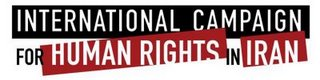 INTERNATIONAL CAMPAIGN
FOR HUMAN RIGHTS IN IRAN